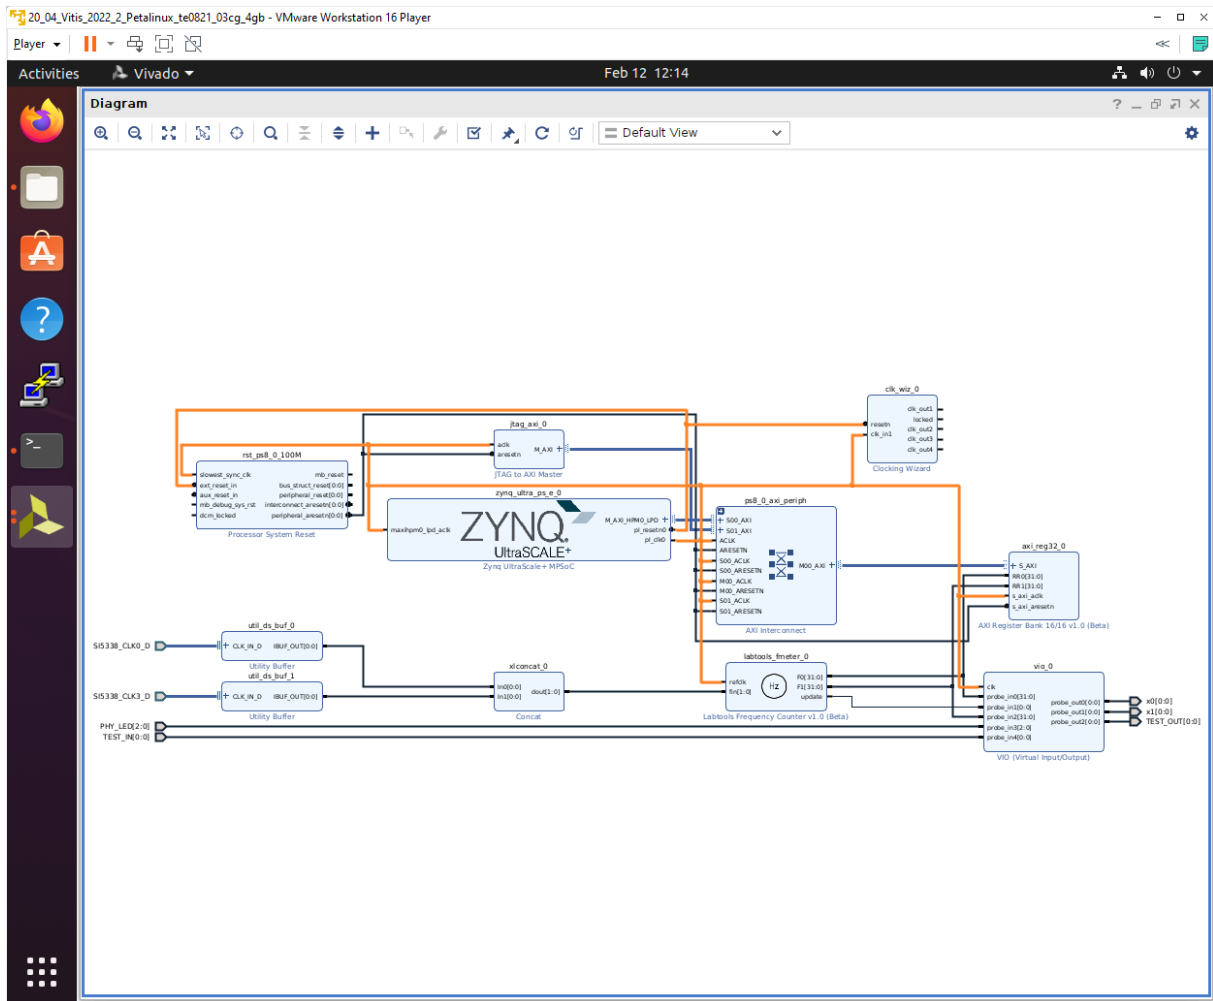 20_04_Vitis_2022_2_Petalinux_te0821_03cg_4gb - VMware Workstation 16 Player
Player
Activities
Vivado
Feb 12 12:14
Diagram
Default View
clk_wiz_0
resetn
clk_in1
clk_out1
locked
clk_out2
clk_out3
clk_out4
Clocking Wizard
jtag_axi_0
aclk
aresetn
M_AXI
JTAG to AXI Master
rst_ps8_0_100M
slowest_sync_clk
ext_reset_in
aux_reset_in
mb_debug_sys_rst
dcm_locked
mb_reset
bus_struct_reset[0:0]
peripheral_reset[0:0]
interconnect_aresetn[0:0]
peripheral_aresetn[0:0]
Processor System Reset
zynq_ultra_ps_e_0
maxihpm0_lpd_aclk
ZYNQ.
UltraSCALE+
M_AXI_HPM0_LPD
pl_resetn0
pl_clk0
Zynq UltraScale+ MPSoC
ps8_0_axi_periph
S00_AXI
S01_AXI
ACLK
ARESETN
S00_ACLK
S00_ARESETN
M00_ACLK
M00_ARESETN
S01_ACLK
S01_ARESETN
M00_AXI
AXI Interconnect
axi_reg32_0
S_AXI
RR0[31:0]
RR1[31:0]
s_axi_aclk
s_axi_aresetn
AXI Register Bank 16/16 v1.0 (Beta)
util_ds_buf_0
SI5338_CLK0_D
CLK_IN_D
IBUF_OUT[0:0]
Utility Buffer
util_ds_buf_1
SI5338_CLK3_D
CLK_IN_D
IBUF_OUT[0:0]
Utility Buffer
xlconcat_0
In0[0:0]
In1[0:0]
dout[1:0]
Concat
labtools_fmeter_0
refclk
fin[1:0]
Hz
F0[31:0]
F1[31:0]
update
Labtools Frequency Counter v1.0 (Beta)
vio_0
clk
probe_in0[31:0]
probe_in1[0:0]
probe_in2[31:0]
probe_in3[2:0]
probe_in4[0:0]
probe_out0[0:0]
probe_out1[0:0]
probe_out2[0:0]
VIO (Virtual Input/Output)
x0[0:0]
x1[0:0]
TEST_OUT[0:0]
PHY_LED[2:0]
TEST_IN[0:0]